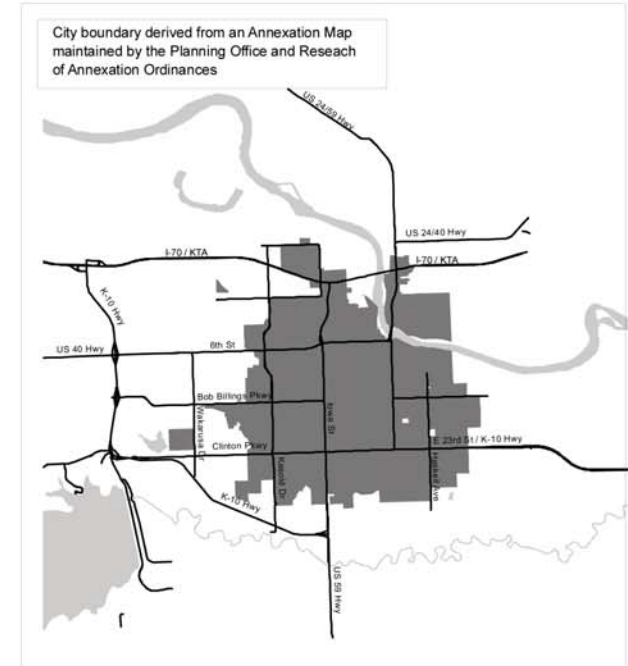 City boundary derived from an Annexation Map
maintained by the Planning Office and Reseach
of Annexation Ordinances
US 24/59 Hwy
US 24/40 Hwy
I-70 / KTA
I-70 / KTA
K-10 Hwy
US 40 Hwy
6th St
Bob Billings Pkwy
Wakarusa Dr
Iowa St
Clinton Pkwy
E 23rd St / K-10 Hwy
Kasold Dr
Haskell Ave
K-10 Hwy
US 59 Hwy